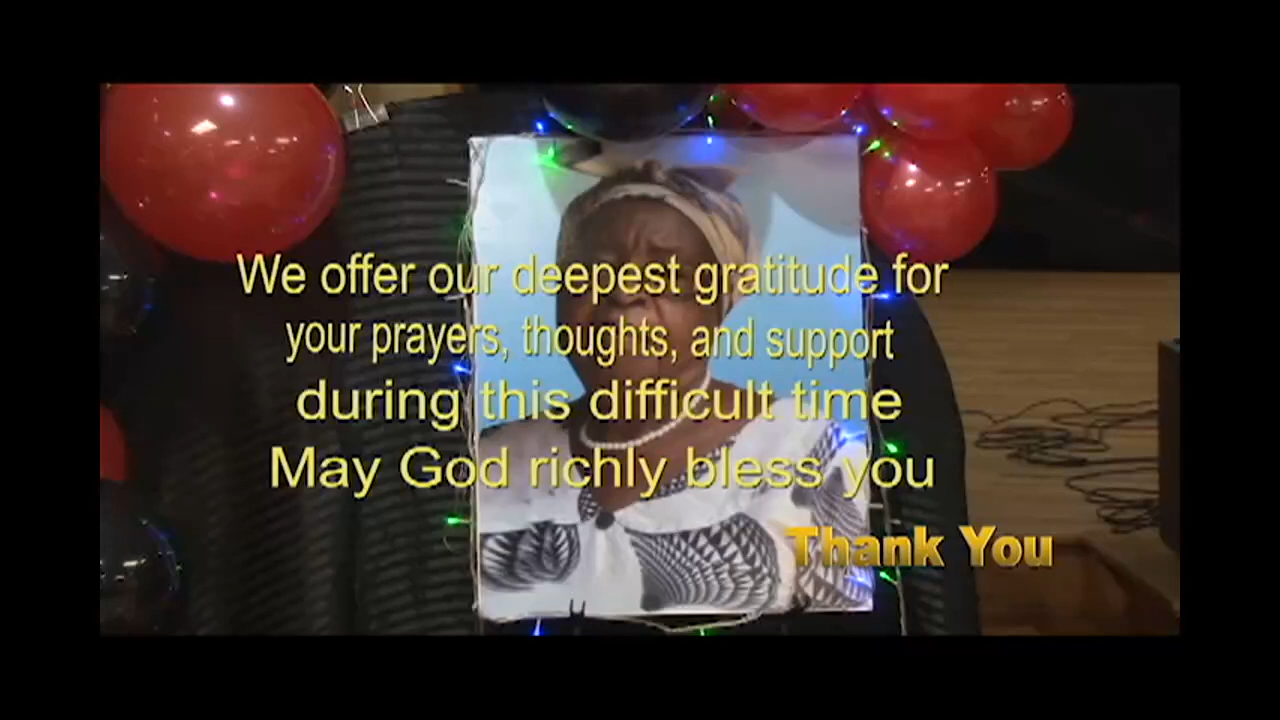 We offer our deepest gratitude for
your prayers, thoughts, and support
during this difficult time
May God richly bless you
Thank You